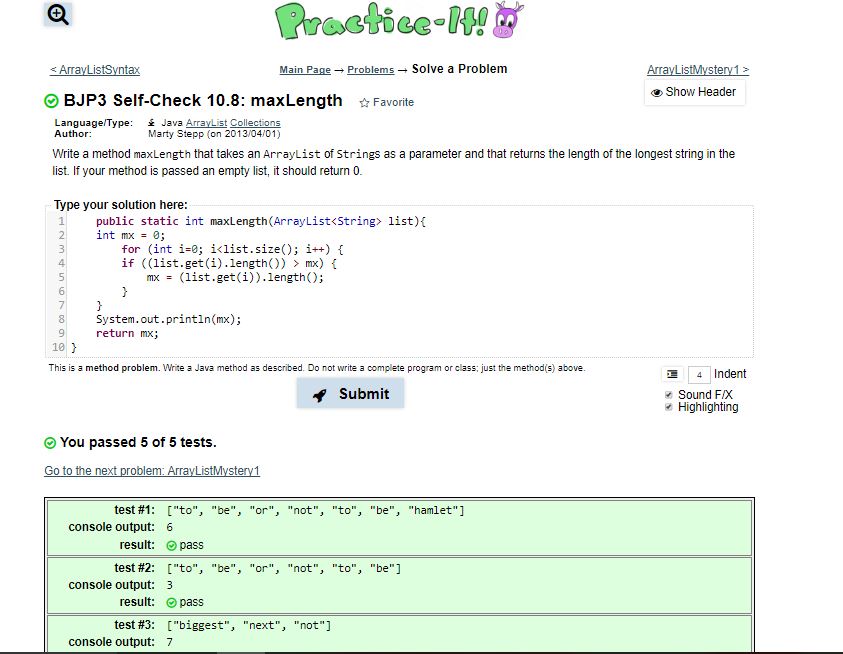 Practice-It!
< ArrayListSyntax Main Page → Problems → Solve a Problem ArrayListMystery1 >
BJP3 Self-Check 10.8: maxLength Favorite Show Header
Language/Type: Java ArrayList Collections
Author: Marty Stepp (on 2013/04/01)
Write a method maxLength that takes an ArrayList of Strings as a parameter and that returns the length of the longest string in the
list. If your method is passed an empty list, it should return 0.
Type your solution here:
1 public static int maxLength(ArrayList<String> list){
2 int mx = 0;
3 for (int i=0; i<list.size(); i++) {
4 if ((list.get(i).length()) > mx) {
5 mx = (list.get(i)).length();
6 }
7 }
8 System.out.println(mx);
9 return mx;
10 }
This is a method problem. Write a Java method as described. Do not write a complete program or class; just the method(s) above.
4 Indent
Submit
Sound F/X
Highlighting
You passed 5 of 5 tests.
Go to the next problem: ArrayListMystery1
test #1: ["to", "be", "or", "not", "to", "be", "hamlet"]
console output: 6
result: pass
test #2: ["to", "be", "or", "not", "to", "be"]
console output: 3
result: pass
test #3: ["biggest", "next", "not"]
console output: 7